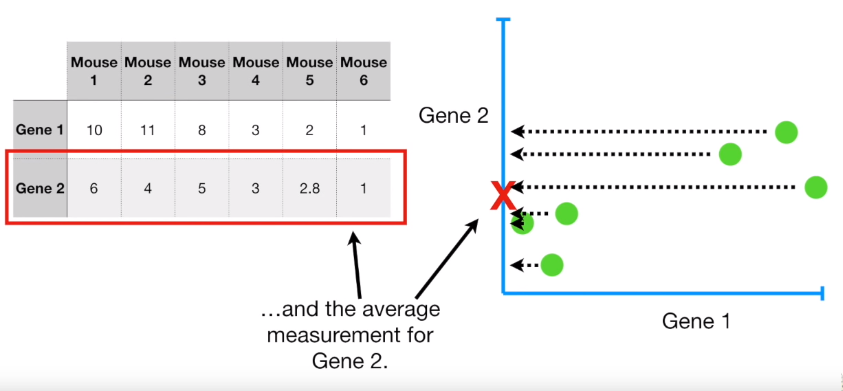 Mouse 1 Mouse 2 Mouse 3 Mouse 4 Mouse 5 Mouse 6
Gene 1 10 11 8 3 2 1
Gene 2 6 4 5 3 2.8 1
…and the average
measurement for
Gene 2.
Gene 2
X
Gene 1